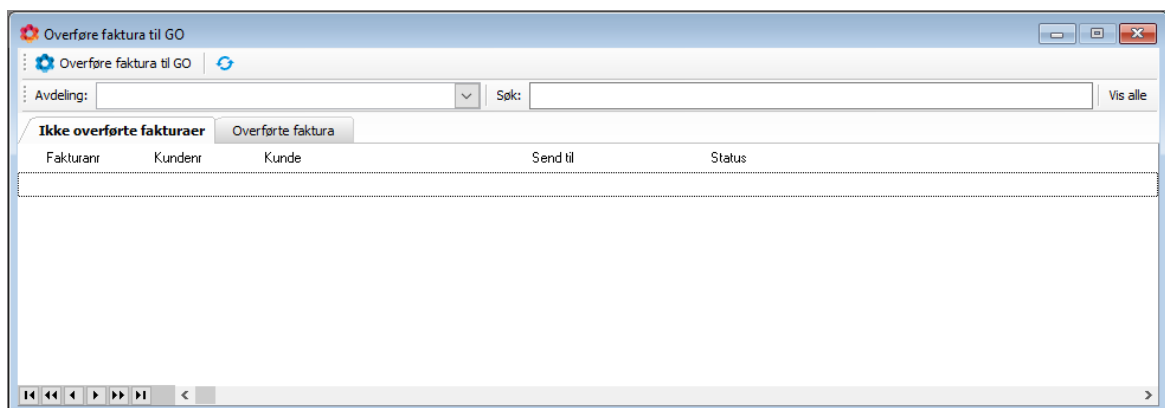 Overføre faktura til GO
Overføre faktura til GO
Avdeling: Søk: Vis alle
Ikke overførte fakturaer Overførte faktura
Fakturanr Kundenr Kunde Send til Status